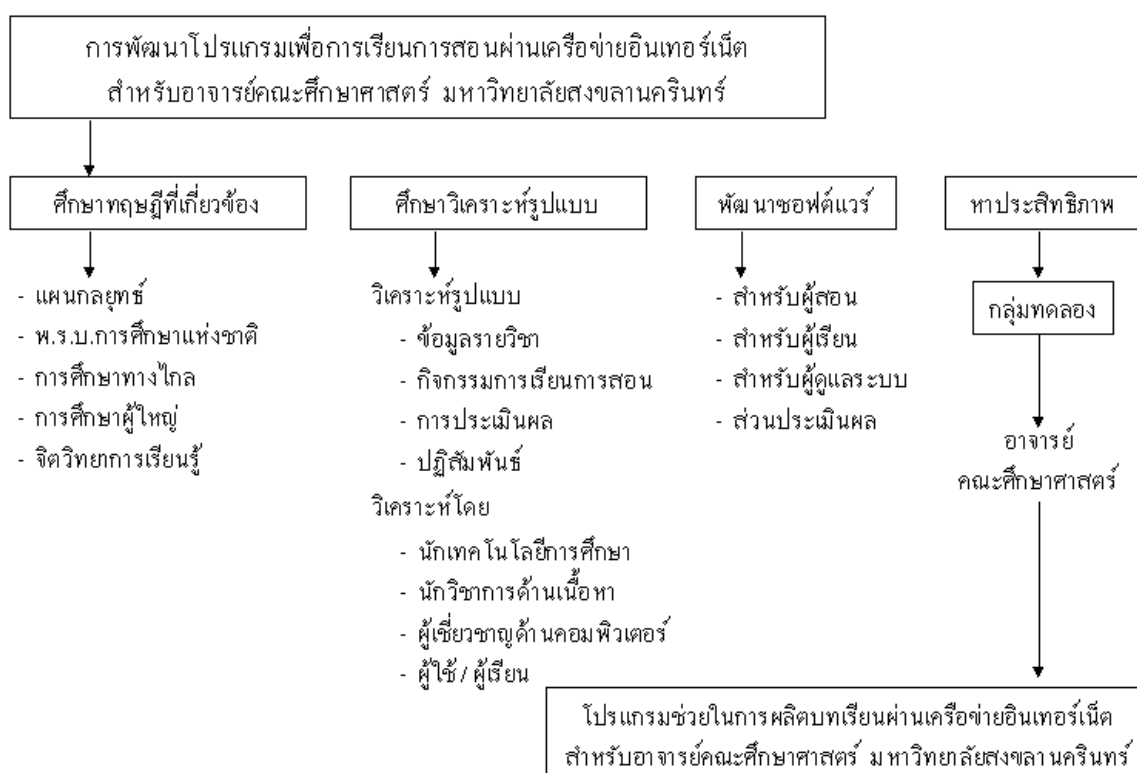 การพัฒนาโปรแกรมเพื่อการเรียนการสอนผ่านเครือข่ายอินเทอร์เน็ต
สำหรับอาจารย์คณะศึกษาศาสตร์ มหาวิทยาลัยสงขลานครินทร์
ศึกษาทฤษฎีที่เกี่ยวข้อง
- แผนกลยุทธ์
- พ.ร.บ.การศึกษาแห่งชาติ
- การศึกษาทางไกล
- การศึกษาผู้ใหญ่
- จิตวิทยาการเรียนรู้
ศึกษาวิเคราะห์รูปแบบ
วิเคราะห์รูปแบบ
- ข้อมูลรายวิชา
- กิจกรรมการเรียนการสอน
- การประเมินผล
- ปฏิสัมพันธ์
วิเคราะห์โดย
- นักเทคโนโลยีการศึกษา
- นักวิชาการด้านเนื้อหา
- ผู้เชี่ยวชาญด้านคอมพิวเตอร์
- ผู้ใช้ / ผู้เรียน
พัฒนาซอฟต์แวร์
- สำหรับผู้สอน
- สำหรับผู้เรียน
- สำหรับผู้ดูแลระบบ
- ส่วนประเมินผล
หาประสิทธิภาพ
กลุ่มทดลอง
อาจารย์
คณะศึกษาศาสตร์
โปรแกรมช่วยในการผลิตบทเรียนผ่านเครือข่ายอินเทอร์เน็ต
สำหรับอาจารย์คณะศึกษาศาสตร์ มหาวิทยาลัยสงขลานครินทร์